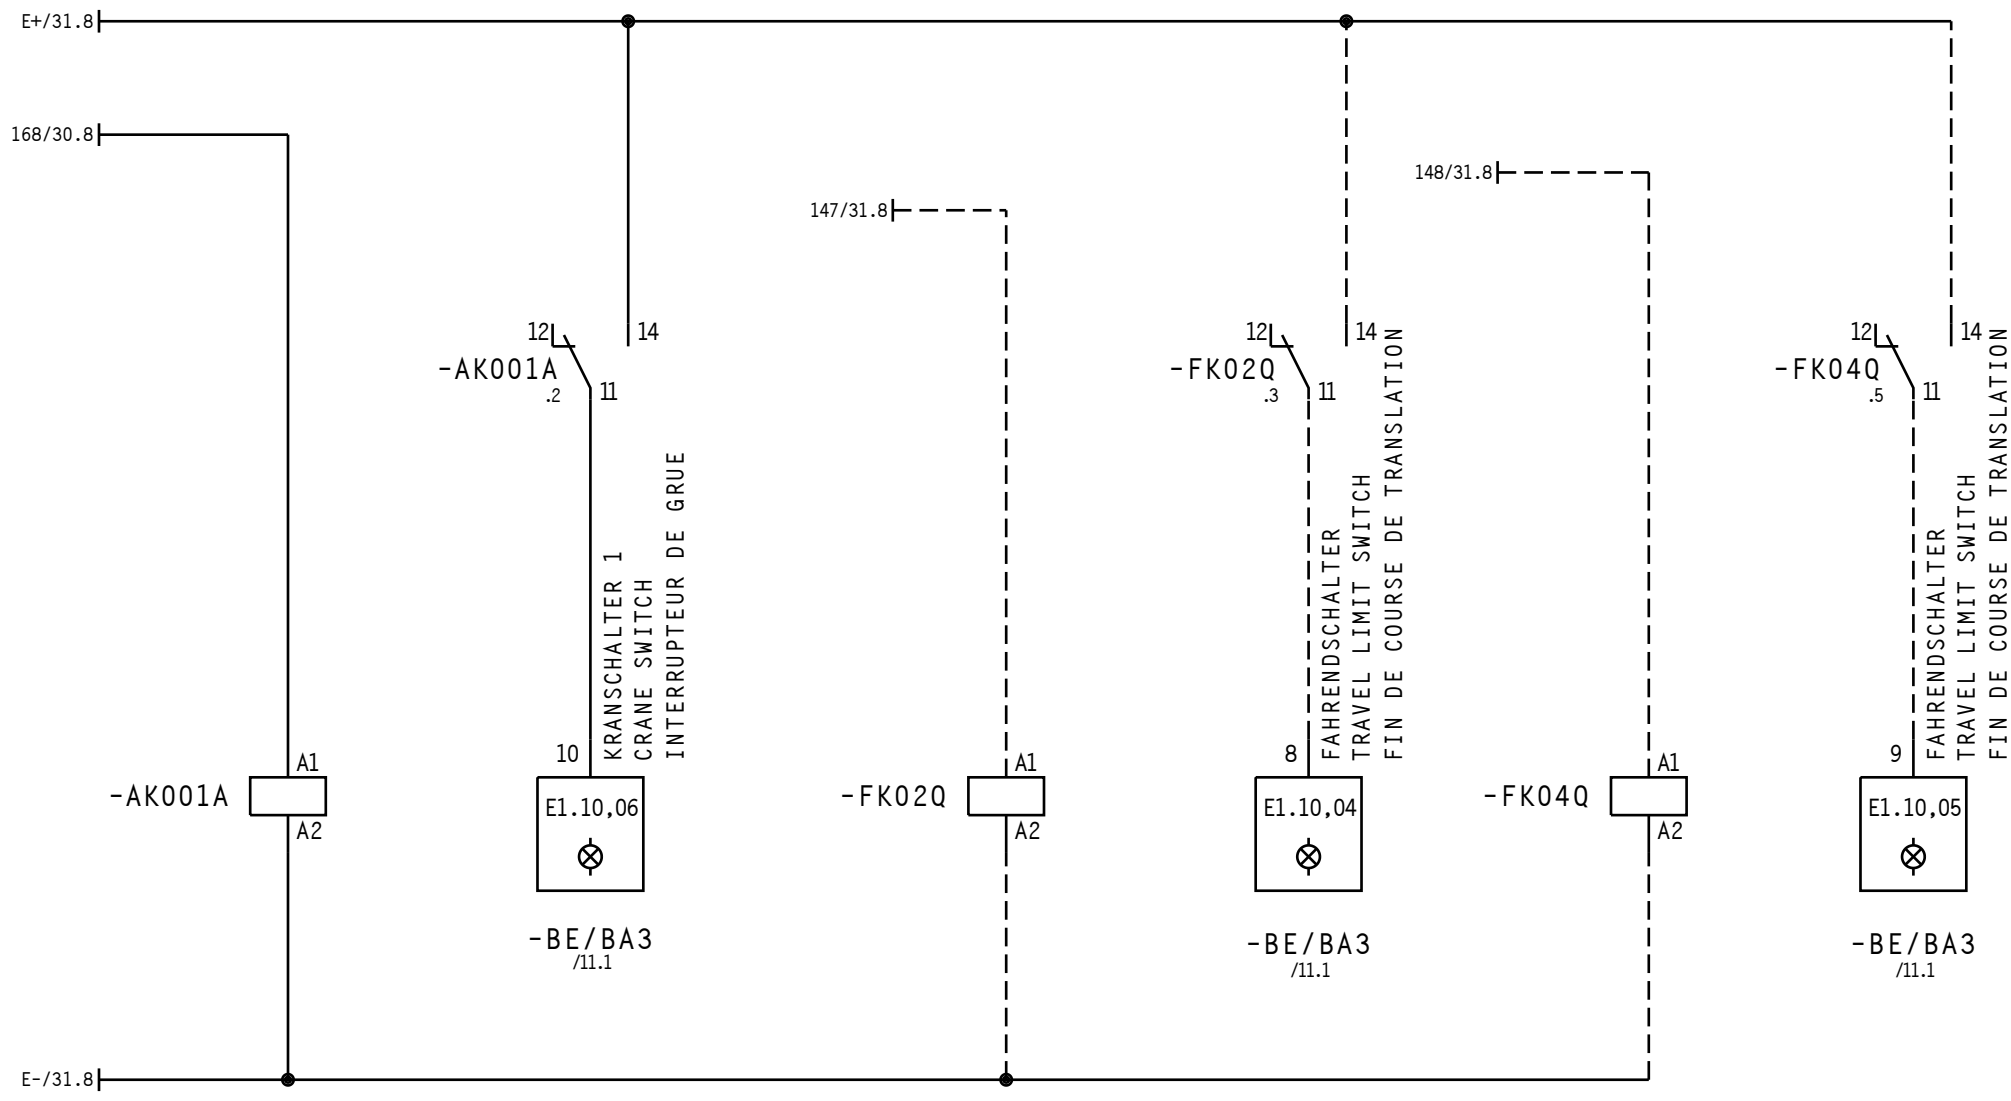 E+/31.8
168/30.8
148/31.8
147/31.8
12
14
-AK001A
.2
11
12
14
-FK02Q
.3
11
12
14
-FK04Q
.5
11
KRANSCHALTER 1
CRANE SWITCH
INTERRUPTEUR DE GRUE
FAHRENDSCHALTER
TRAVEL LIMIT SWITCH
FIN DE COURSE DE TRANSLATION
FAHRENDSCHALTER
TRAVEL LIMIT SWITCH
FIN DE COURSE DE TRANSLATION
A1
-AK001A
A2
10
E1.10,06
-BE/BA3
/11.1
A1
-FK02Q
A2
8
E1.10,04
-BE/BA3
/11.1
A1
-FK04Q
A2
9
E1.10,05
-BE/BA3
/11.1
E-/31.8